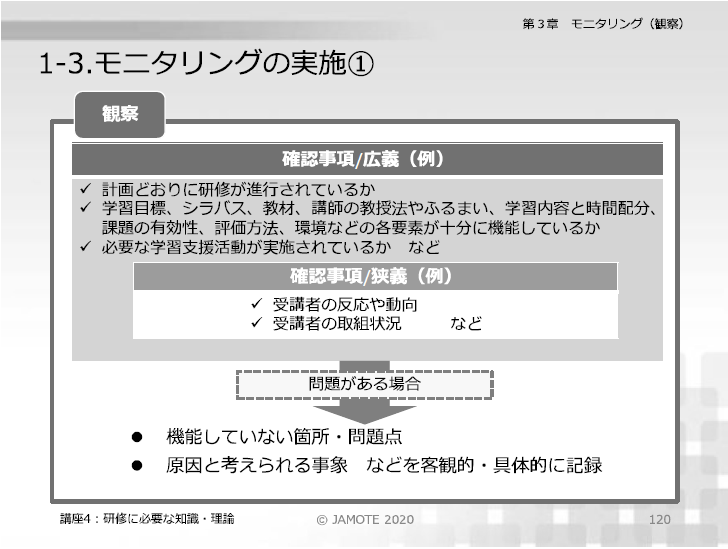 第３章　モニタリング（観察）
1-3.モニタリングの実施①
観察
確認事項/広義（例）
✓ 計画どおりに研修が進行されているか
✓ 学習目標、シラバス、教材、講師の教授法やふるまい、学習内容と時間配分、
課題の有効性、評価方法、環境などの各要素が十分に機能しているか
✓ 必要な学習支援活動が実施されているか　など
確認事項/狭義（例）
✓ 受講者の反応や動向
✓ 受講者の取組状況　　　など
問題がある場合
● 機能していない箇所・問題点
● 原因と考えられる事象　などを客観的・具体的に記録
講座4：研修に必要な知識・理論
© JAMOTE 2020
120